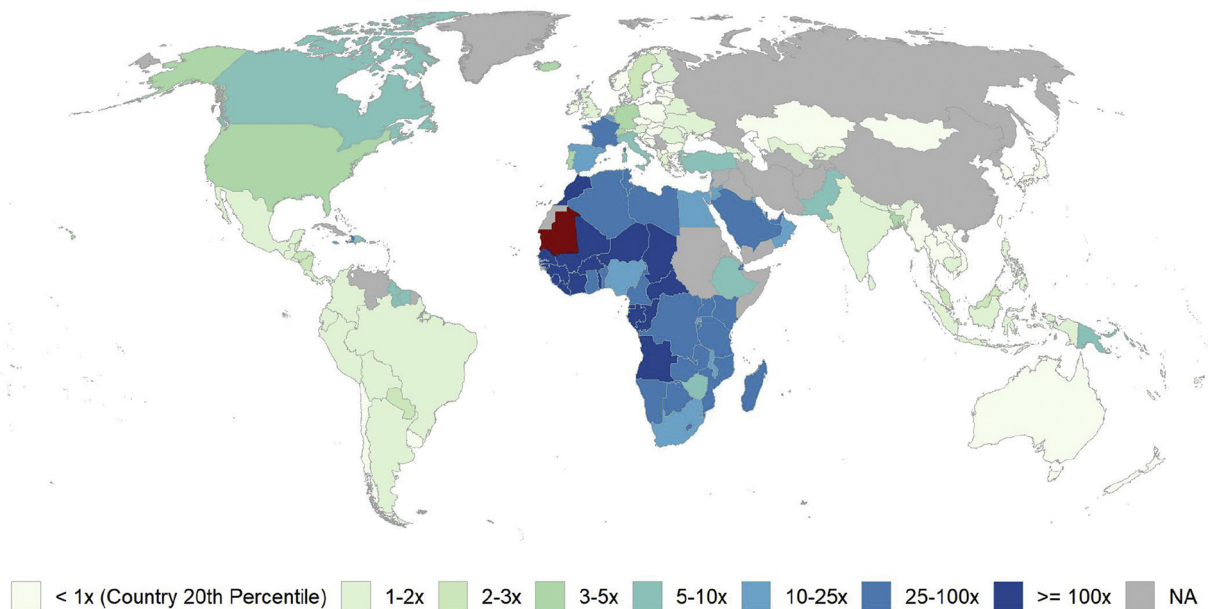 < 1x (Country 20th Percentile) 1-2x 2-3x 3-5x 5-10x 10-25x 25-100x >= 100x NA